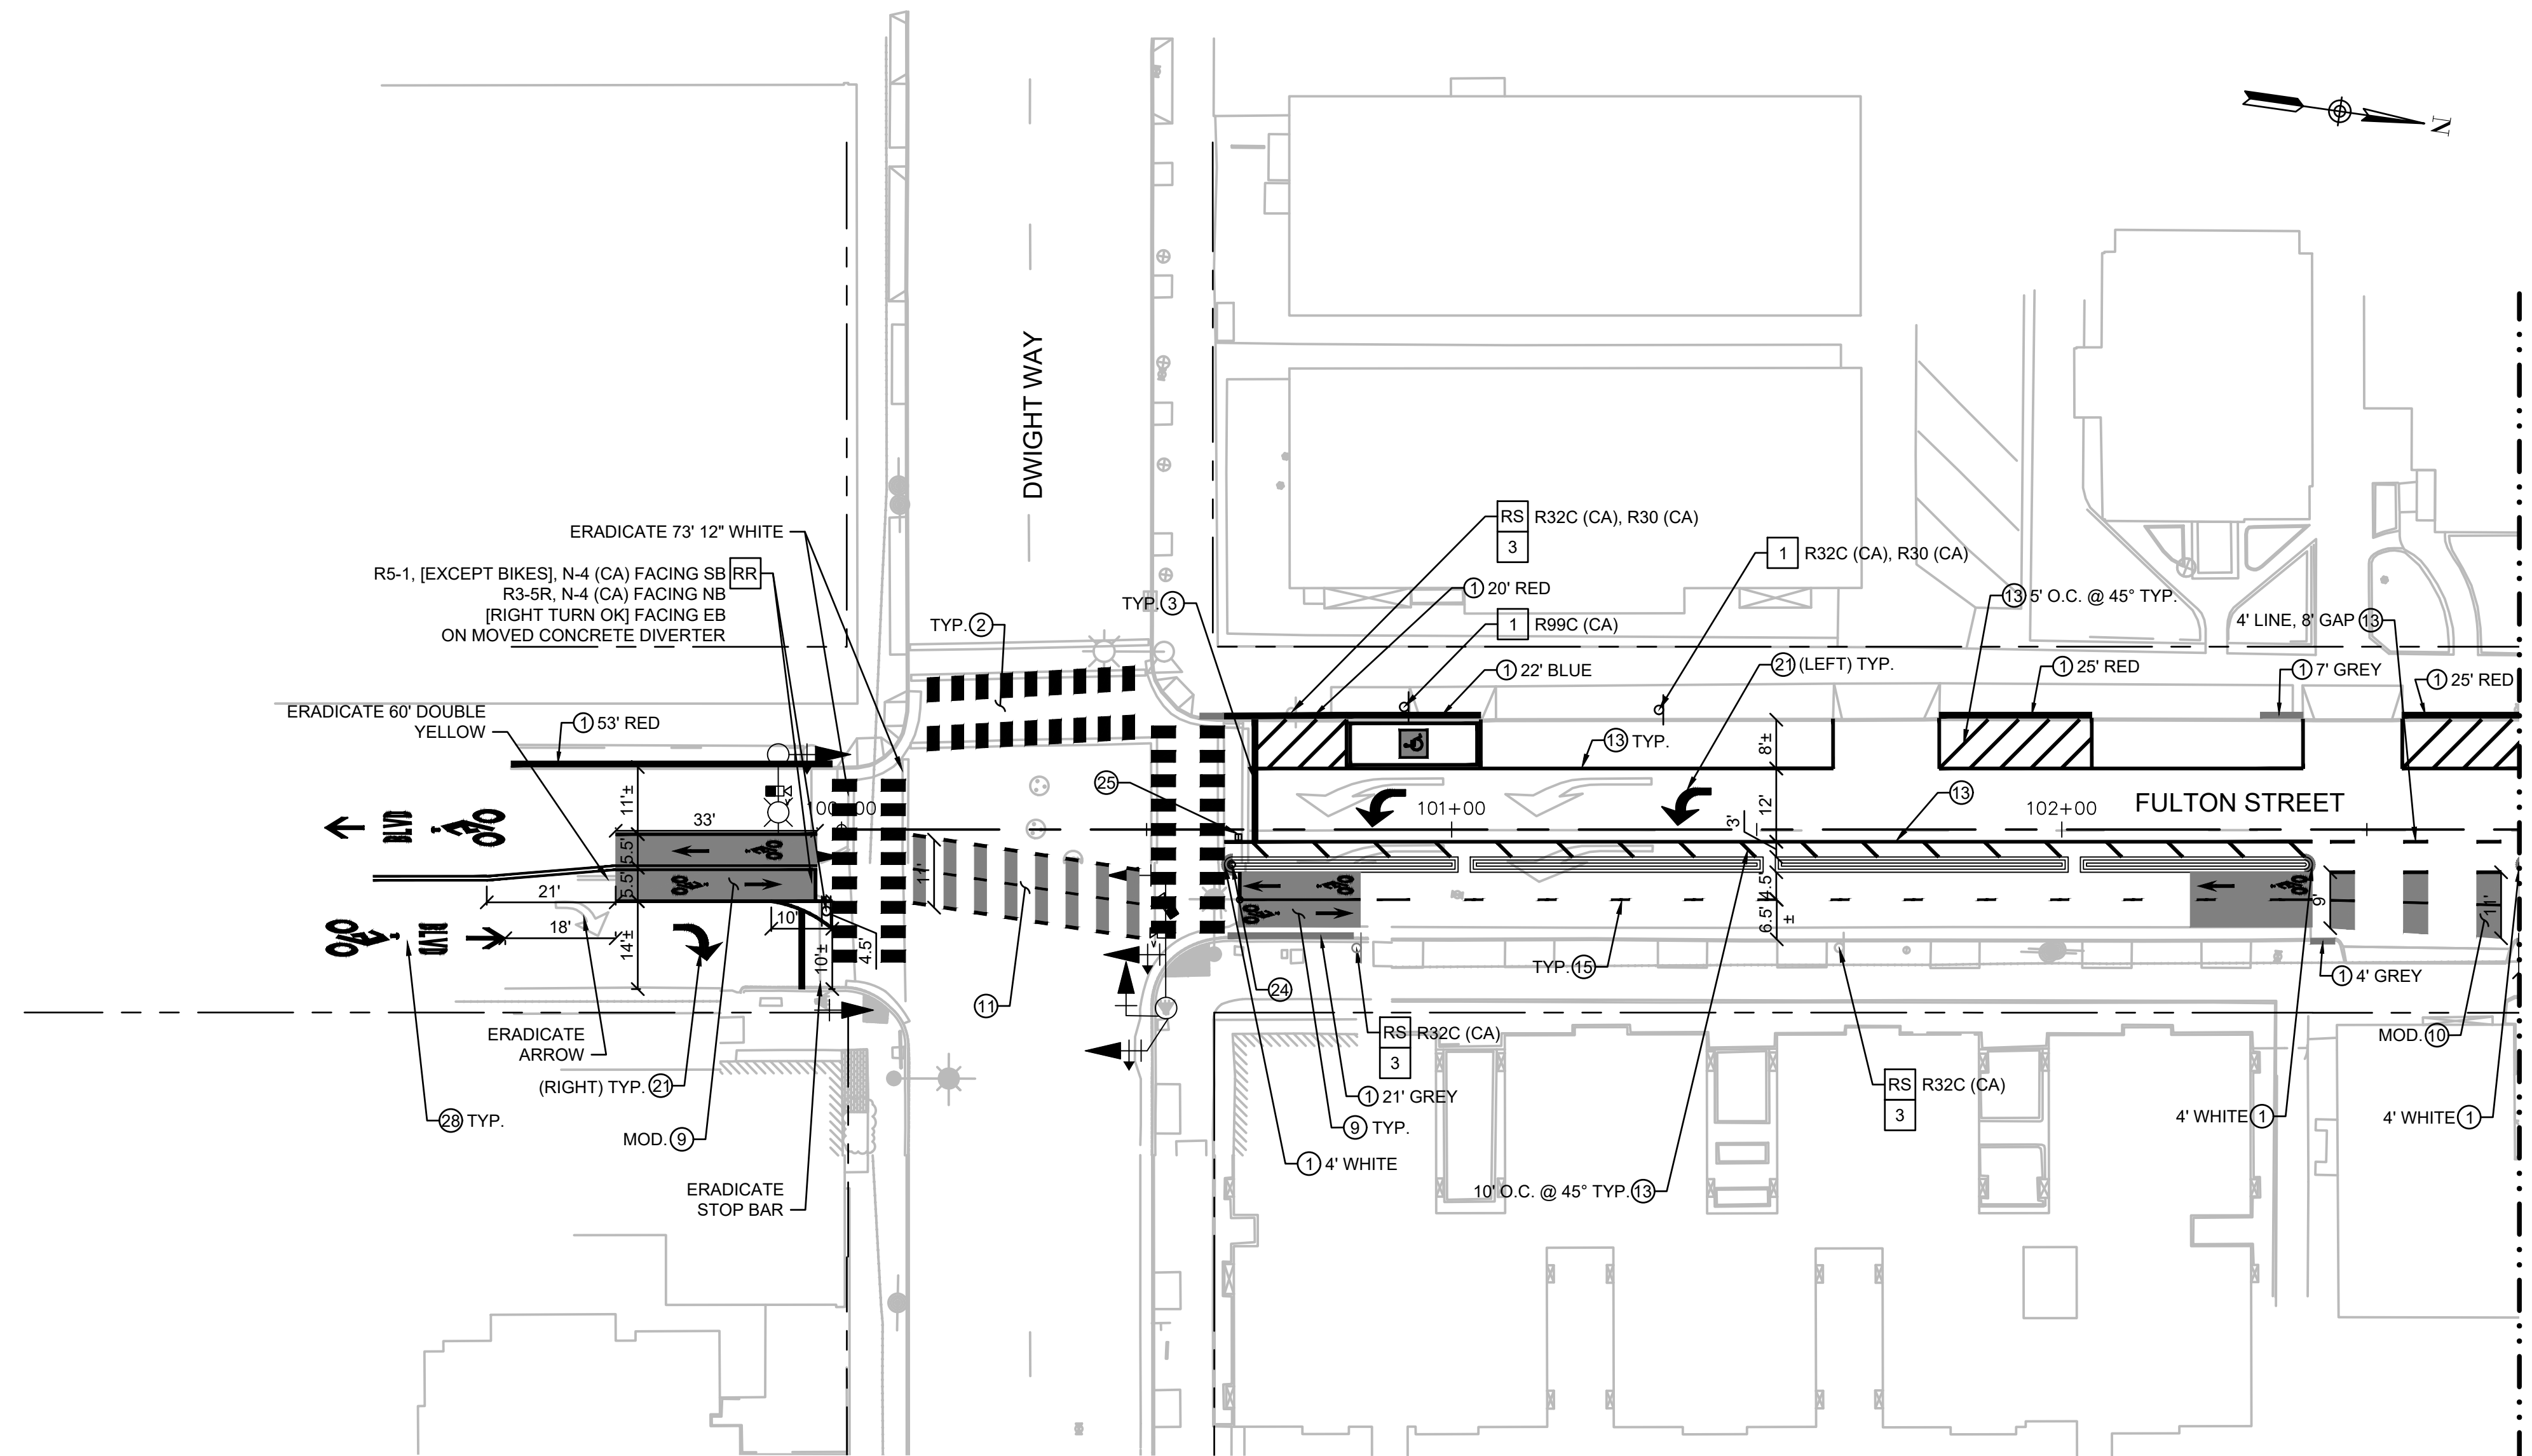 N
DWIGHT WAY
ERADICATE 73' 12" WHITE
R5-1, [EXCEPT BIKES], N-4 (CA) FACING SB RR
R3-5R, N-4 (CA) FACING NB
[RIGHT TURN OK] FACING EB
ON MOVED CONCRETE DIVERTER
TYP. 2
TYP. 3
RS R32C (CA), R30 (CA)
3
1 R32C (CA), R30 (CA)
1 20' RED
1 R99C (CA)
1 22' BLUE
21 (LEFT) TYP.
13 5' O.C. @ 45° TYP.
4' LINE, 8' GAP 13
1 25' RED
1 7' GREY
1 25' RED
ERADICATE 60' DOUBLE
YELLOW
1 53' RED
13 TYP.
8'±
25
13
11'±
33'
100+00
101+00
12'
3'
102+00
FULTON STREET
BLVD
5.5'
5.5'
11'
21'
18'
BLVD
10'
14'±
10'±
4.5'
4.5'
6.5'
±
9'
11'
TYP. 15
24
11
1 4' GREY
ERADICATE
ARROW
(RIGHT) TYP. 21
28 TYP.
MOD. 9
RS R32C (CA)
3
1 21' GREY
9 TYP.
1 4' WHITE
RS R32C (CA)
3
MOD. 10
4' WHITE 1
4' WHITE 1
10' O.C. @ 45° TYP. 13
ERADICATE
STOP BAR